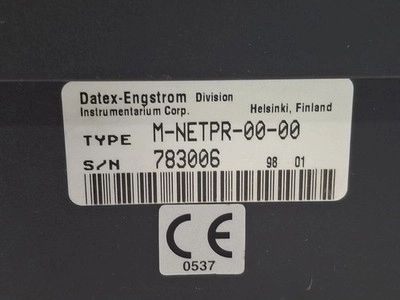 Datex-Engstrom Division
Instrumentarium Corp. Helsinki, Finland
TYPE M-NETPR-00-00
S/N 783006 98 01
CE
0537